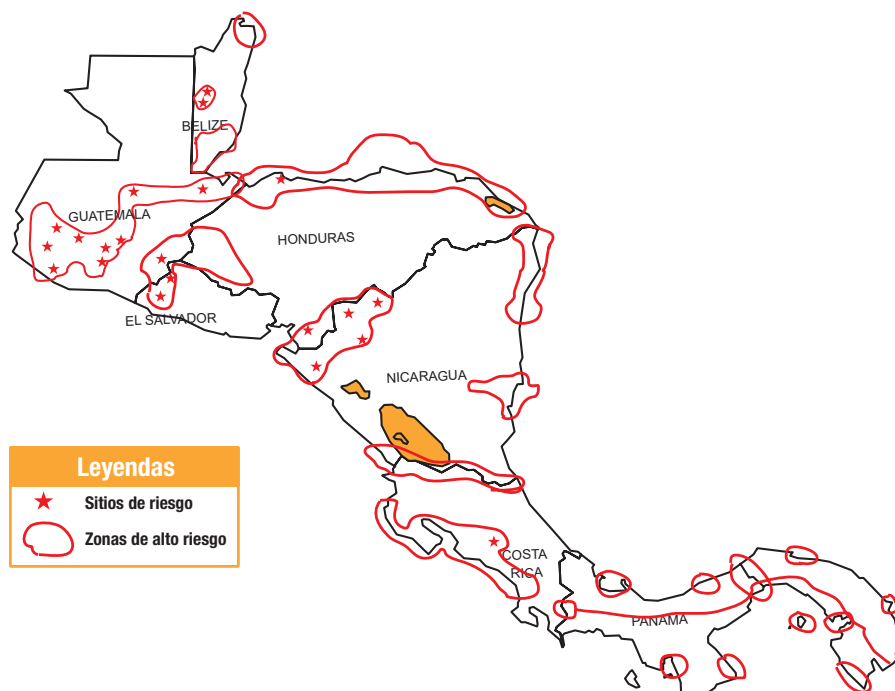 BELIZE
GUATEMALA
HONDURAS
EL SALVADOR
NICARAGUA
Leyendas
Sitios de riesgo
Zonas de alto riesgo
COSTA
RICA
PANAMA